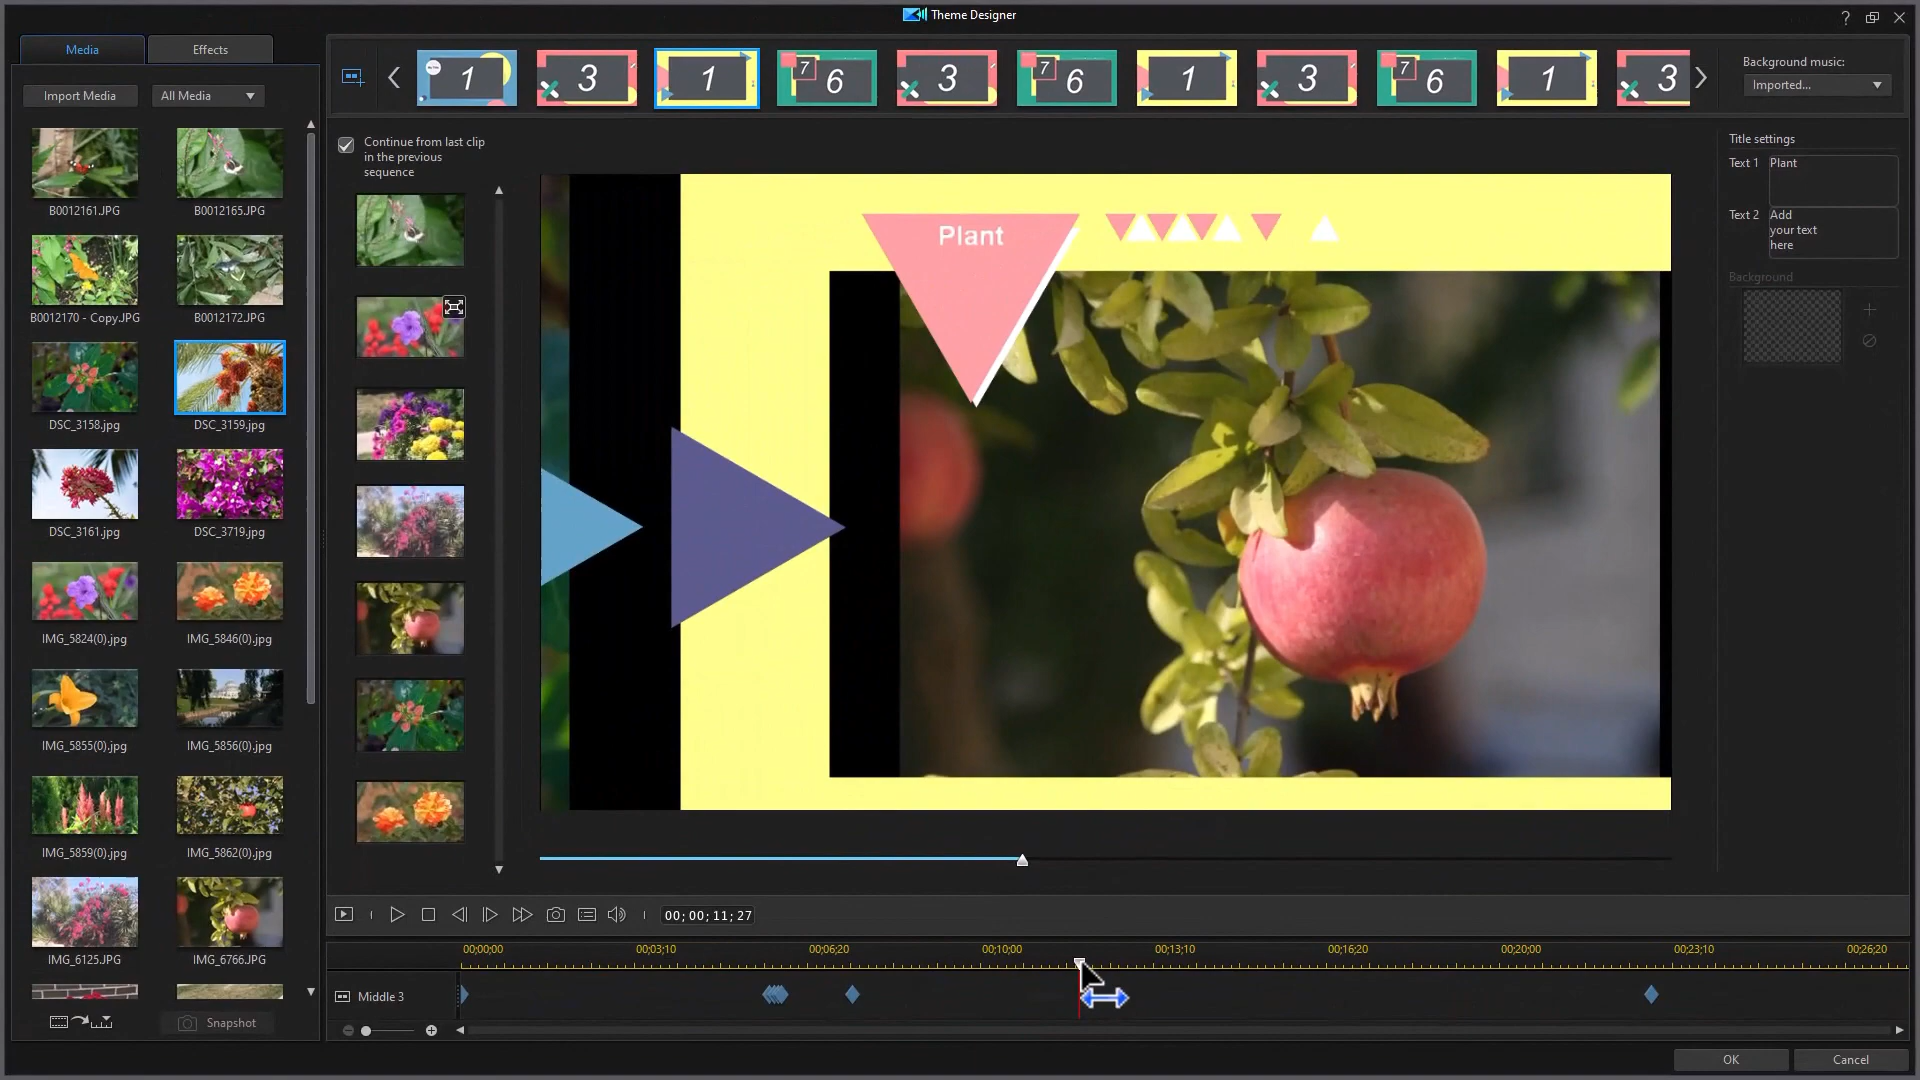 Theme Designer
Media
Effects
Import Media
All Media
B0012161.JPG
B0012165.JPG
B0012170 - Copy.JPG
B0012172.JPG
DSC_3158.jpg
DSC_3159.jpg
DSC_3161.jpg
DSC_3719.jpg
IMG_5824(0).jpg
IMG_5846(0).jpg
IMG_5855(0).jpg
IMG_5856(0).jpg
IMG_5859(0).jpg
IMG_5862(0).jpg
IMG_6125.JPG
IMG_6766.JPG
Snapshot
1
3
1
7
6
3
7
6
1
3
7
6
1
3
Background music:
Imported...
Continue from last clip
in the previous
sequence
Plant
Title settings
Text 1
Plant
Text 2
Add
your text
here
Background
00; 00; 11; 27
00;00;00
00;03;10
00;06;20
00;10;00
00;13;10
00;16;20
00;20;00
00;23;10
00;26;20
Middle 3
OK
Cancel